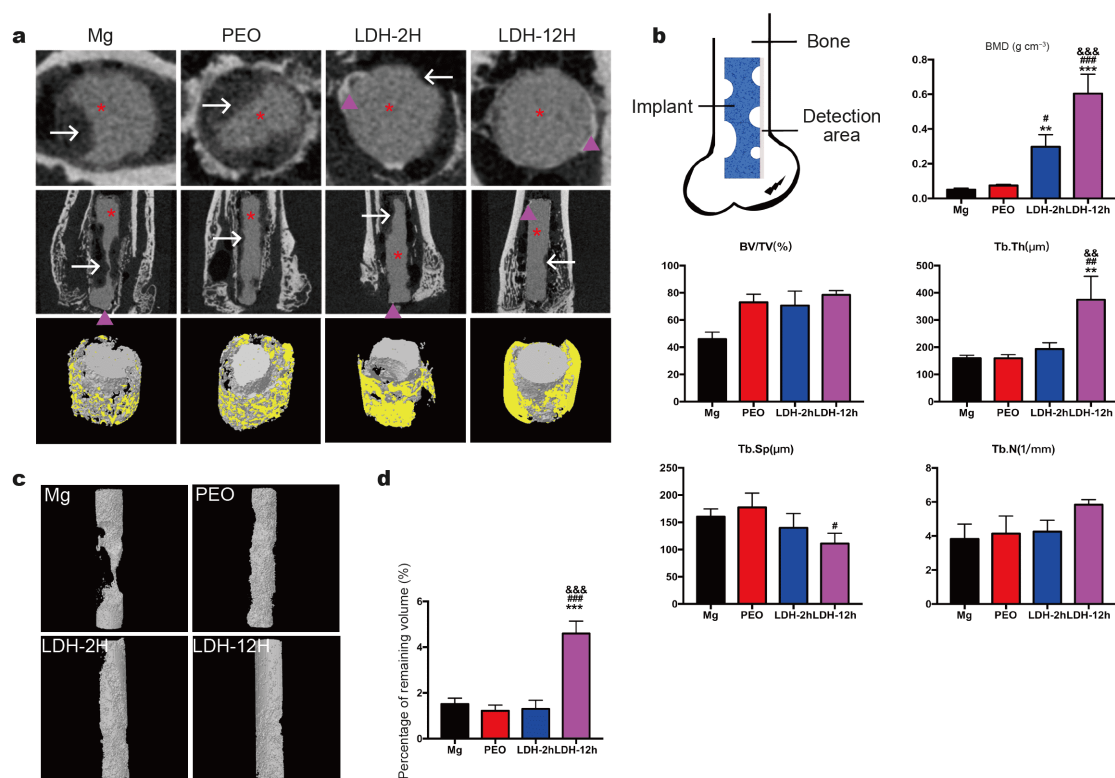 a
Mg
PEO
LDH-2H
LDH-12H
*
*
*
*
*
*
*
*
b
Bone
Implant
Detection
area
BMD (g cm⁻³)
&&&
###
***
#
**
0.8
0.6
0.4
0.2
0.0
Mg
PEO
LDH-2h
LDH-12h
BV/TV(%)
100
80
60
40
20
0
Mg
PEO
LDH-2h
LDH-12h
Tb.Th(μm)
&&
##
**
500
400
300
200
100
0
Mg
PEO
LDH-2h
LDH-12h
Tb.Sp(μm)
250
200
150
100
50
0
#
Mg
PEO
LDH-2h
LDH-12h
Tb.N(1/mm)
8
6
4
2
0
Mg
PEO
LDH-2h
LDH-12h
c
Mg
PEO
LDH-2H
LDH-12H
d
Percentage of remaining volume (%)
6
4
2
0
&&&
###
***
Mg
PEO
LDH-2h
LDH-12h